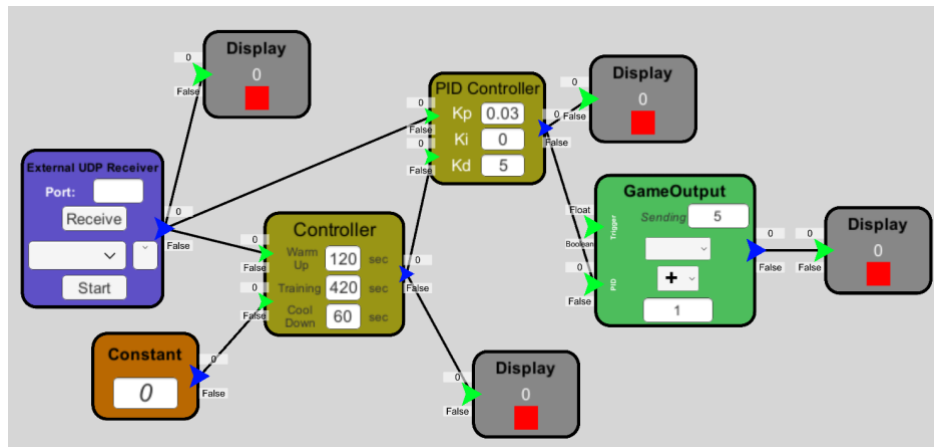 Display
0
0
False
External UDP Receiver
Port:
Receive
Start
0
False
Constant
0
0
False
Controller
Warm Up 120 sec
Training 420 sec
Cool Down 60 sec
0
False
0
False
0
False
PID Controller
Kp 0.03
Ki 0
Kd 5
0
False
0
False
0
False
Display
0
0
False
GameOutput
Sending 5
Trigger
PID
+
1
Float
Boolean
0
False
0
False
Display
0
0
False
Display
0
0
False